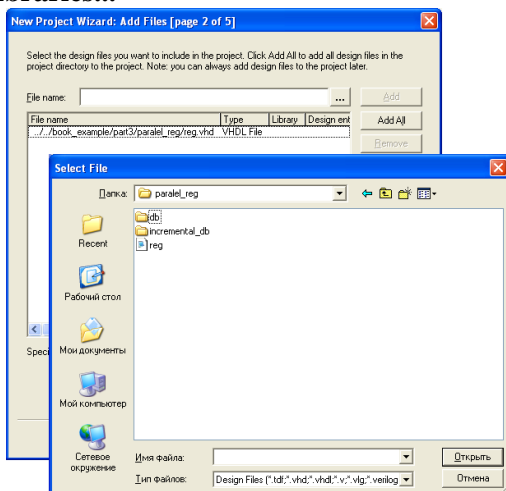 New Project Wizard: Add Files [page 2 of 5]
Select the design files you want to include in the project. Click Add All to add all design files in the
project directory to the project. Note: you can always add design files to the project later.
File name:
...
Add
File name Type Library Design ent
Add All
../../book_example/part3/paralel_reg/reg.vhd VHDL File
Remove
Select File
Папка:
paralel_reg
db
incremental_db
reg
Recent
Рабочий стол
Мои документы
Мой компьютер
Сетевое
окружение
Speci
Имя файла:
Открыть
Тип файлов:
Design Files (*.tdf;*.vhd;*.vhdl;*.v;*.vlg;*.verilog
Отмена